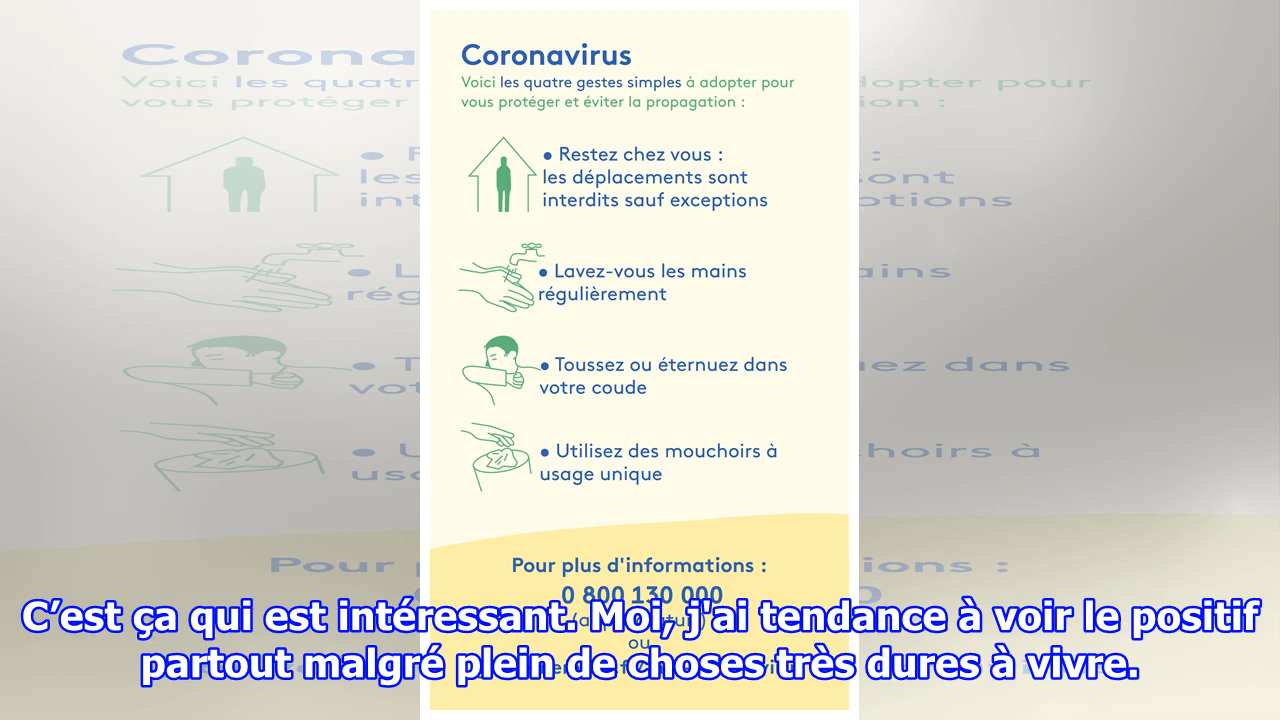 Coronavirus
Voici les quatre gestes simples à adopter pour
vous protéger et éviter la propagation :
● Restez chez vous :
les déplacements sont
interdits sauf exceptions
● Lavez-vous les mains
régulièrement
● Toussez ou éternuez dans
votre coude
● Utilisez des mouchoirs à
usage unique
Pour plus d'informations :
0 800 130 000
ou
C’est ça qui est intéressant. Moi, j'ai tendance à voir le positif
partout malgré plein de choses très dures à vivre.